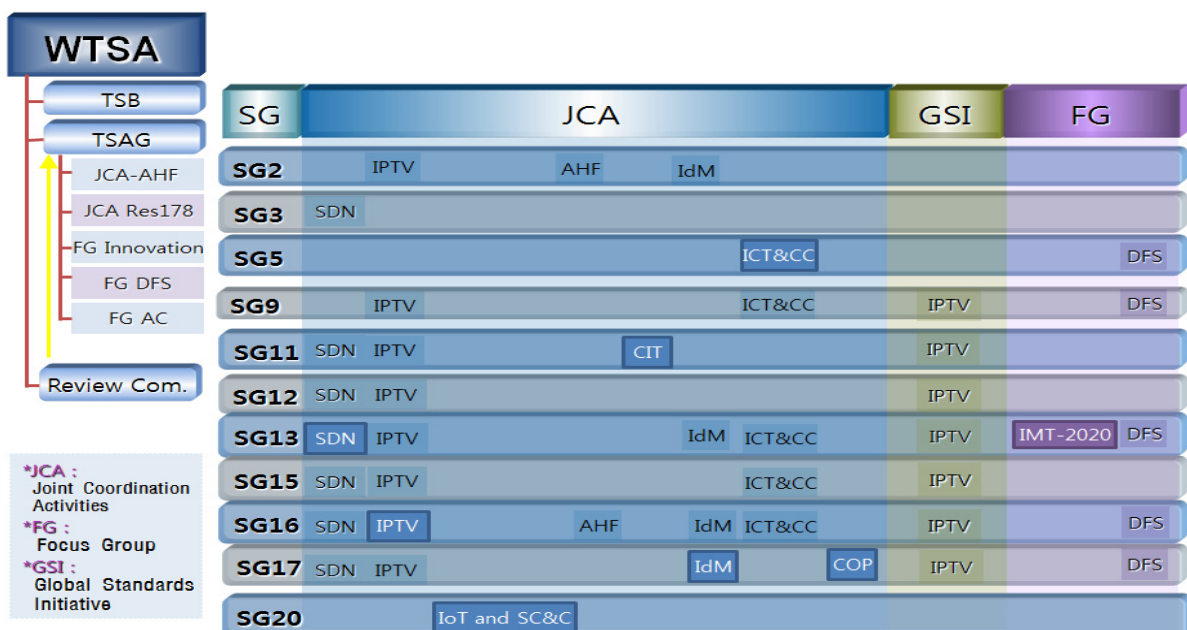 WTSA
TSB
TSAG
JCA-AHF
JCA Res178
FG Innovation
FG DFS
FG AC
Review Com.
*JCA :
Joint Coordination
Activities
*FG :
Focus Group
*GSI :
Global Standards
Initiative
SG JCA GSI FG
SG2 IPTV AHF IdM
SG3 SDN
SG5 ICT&CC DFS
SG9 IPTV ICT&CC IPTV DFS
SG11 SDN IPTV CIT IPTV
SG12 SDN IPTV IPTV
SG13 SDN IPTV IdM ICT&CC IPTV IMT-2020 DFS
SG15 SDN IPTV ICT&CC IPTV
SG16 SDN IPTV AHF IdM ICT&CC IPTV DFS
SG17 SDN IPTV IdM COP IPTV DFS
SG20 IoT and SC&C